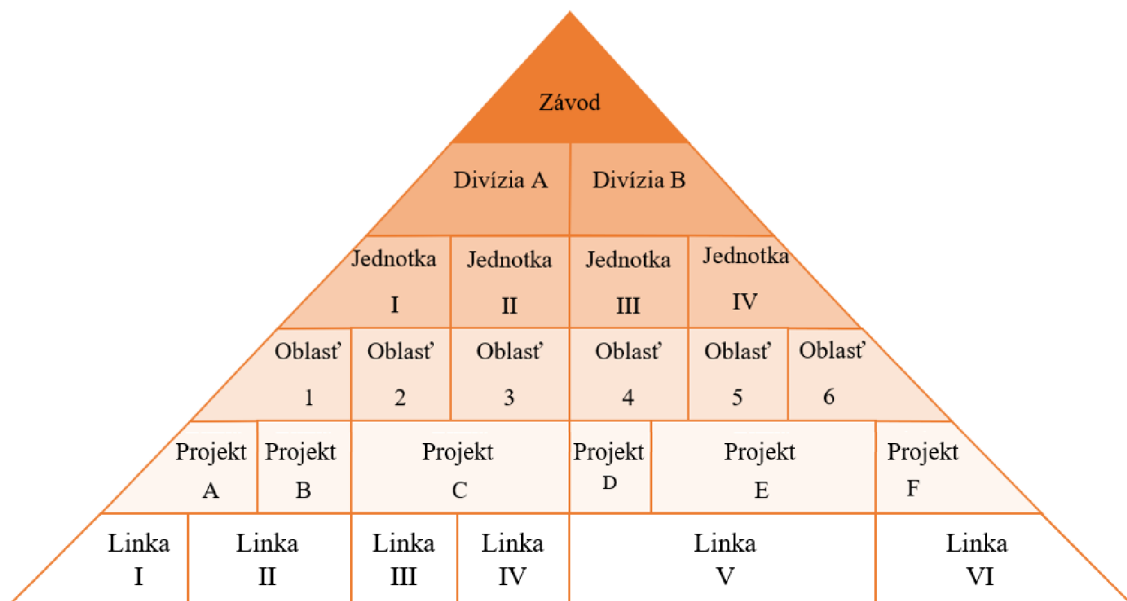 Závod
Divízia A
Divízia B
Jednotka
I
Jednotka
II
Jednotka
III
Jednotka
IV
Oblasť
1
Oblasť
2
Oblasť
3
Oblasť
4
Oblasť
5
Oblasť
6
Projekt
A
Projekt
B
Projekt
C
Projekt
D
Projekt
E
Projekt
F
Linka
I
Linka
II
Linka
III
Linka
IV
Linka
V
Linka
VI